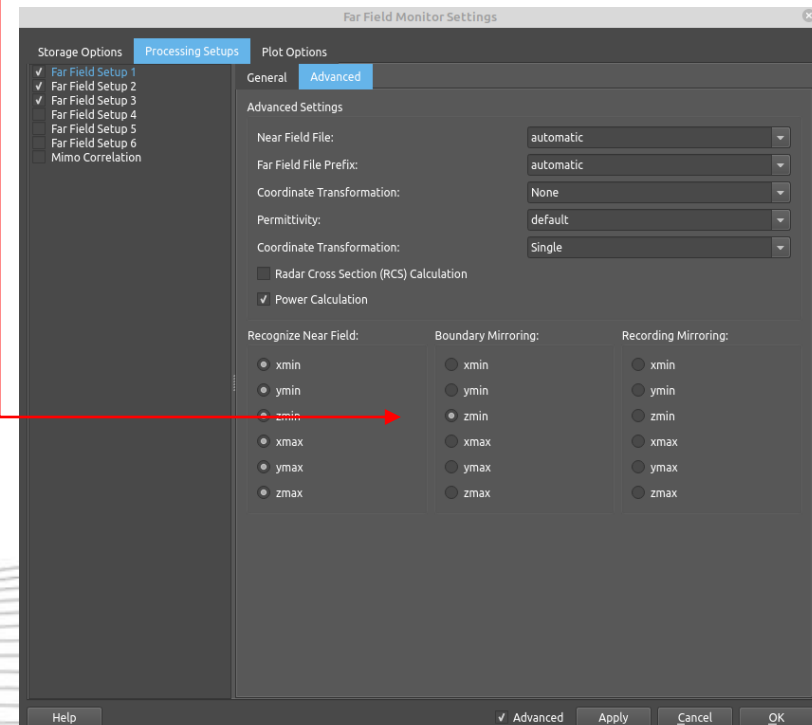 Far Field Monitor Settings
Storage Options Processing Setups Plot Options
Far Field Setup 1
Far Field Setup 2
Far Field Setup 3
Far Field Setup 4
Far Field Setup 5
Far Field Setup 6
Mimo Correlation
General Advanced
Advanced Settings
Near Field File: automatic
Far Field File Prefix: automatic
Coordinate Transformation: None
Permittivity: default
Coordinate Transformation: Single
Radar Cross Section (RCS) Calculation
Power Calculation
Recognize Near Field: Boundary Mirroring: Recording Mirroring:
xmin xmin xmin
ymin ymin ymin
zmin zmin zmin
xmax xmax xmax
ymax ymax ymax
zmax zmax zmax
Help Advanced Apply Cancel OK